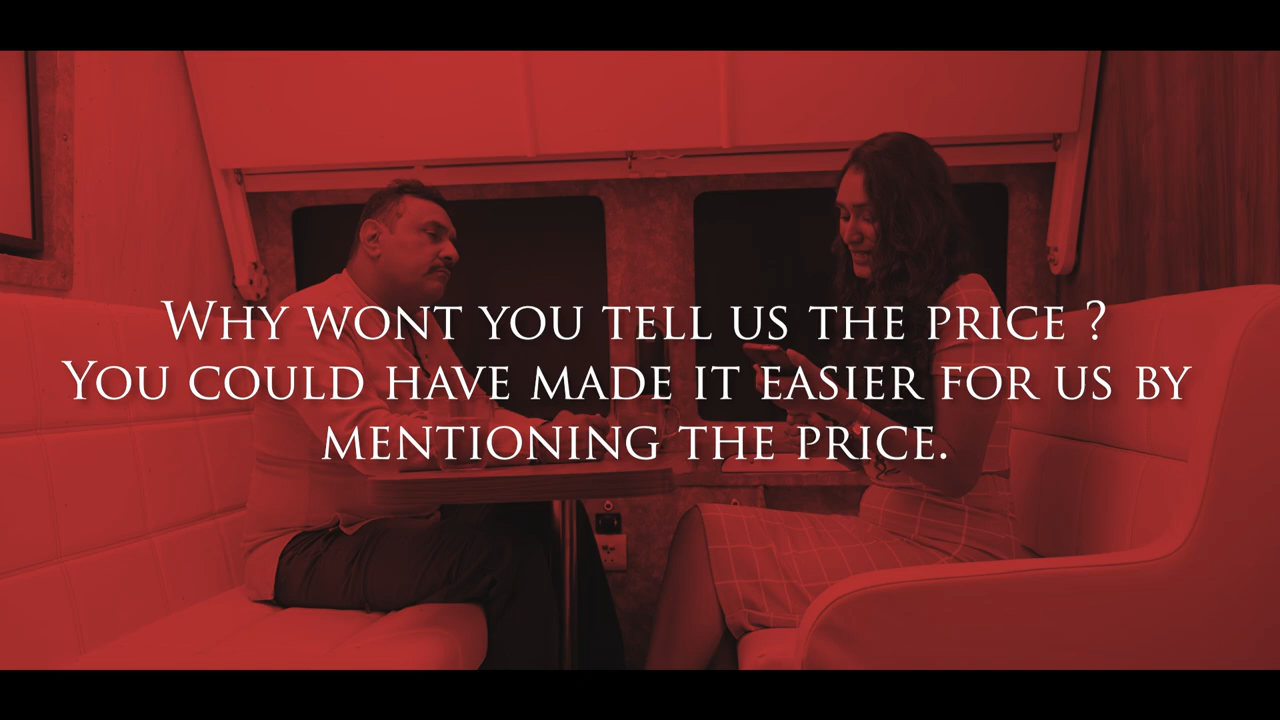 Why wont you tell us the price ?
You could have made it easier for us by
mentioning the price.